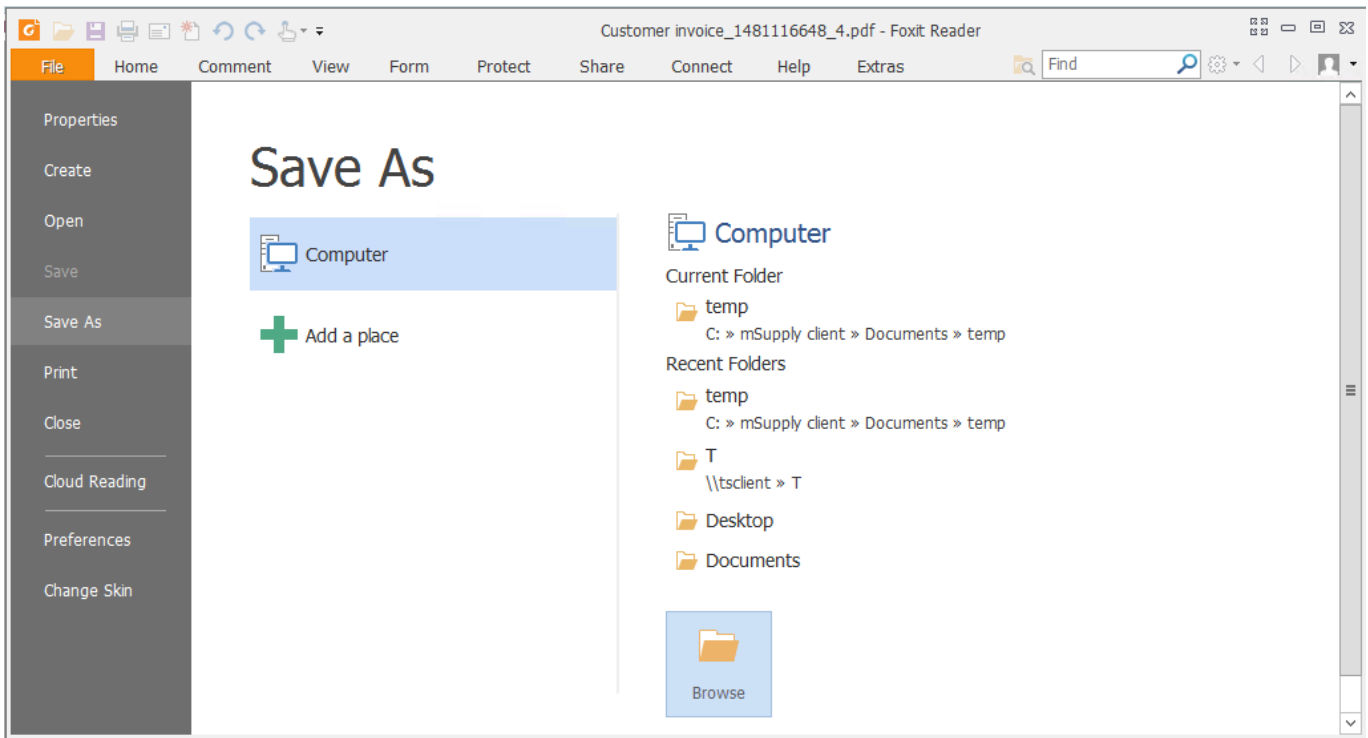 Customer invoice_1481116648_4.pdf - Foxit Reader
File Home Comment View Form Protect Share Connect Help Extras Find
Properties
Create
Open
Save
Save As
Print
Close
Cloud Reading
Preferences
Change Skin
Save As
Computer
Add a place
Computer
Current Folder
temp
C: » mSupply client » Documents » temp
Recent Folders
temp
C: » mSupply client » Documents » temp
T
\\tsclient » T
Desktop
Documents
Browse